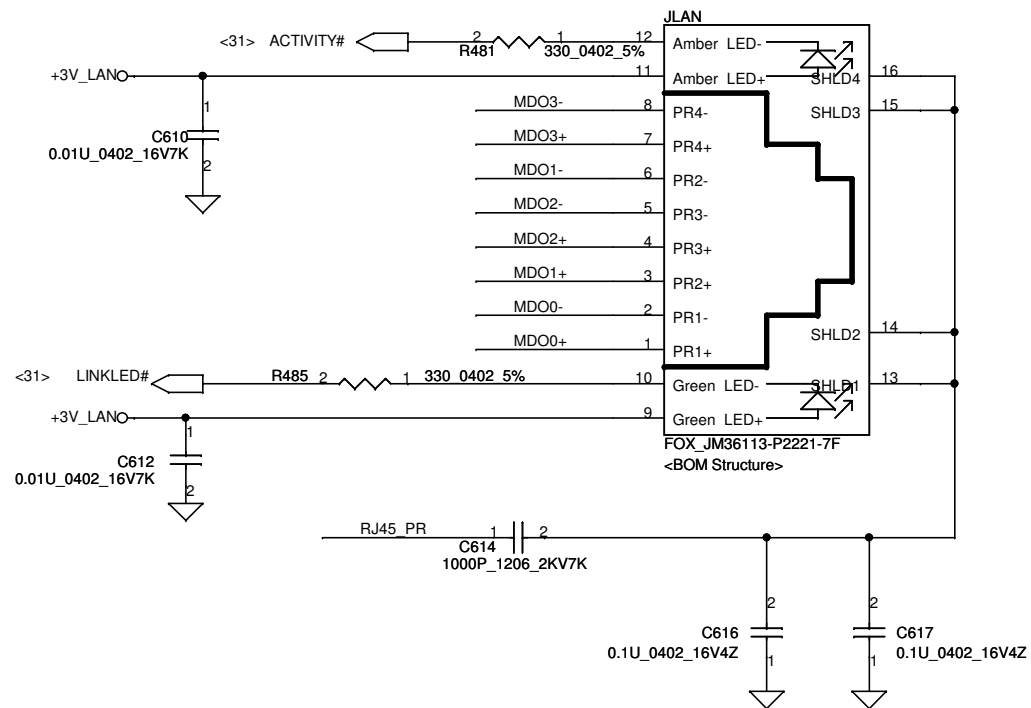 JLAN
<31> ACTIVITY# 2 R481 1 330_0402_5% 12 Amber LED-
+3V_LAN 11 Amber LED+ SHLD4 16
MDO3- 8 PR4- SHLD3 15
1
C610
0.01U_0402_16V7K
2
MDO3+ 7 PR4+
MDO1- 6 PR2-
MDO2- 5 PR3-
MDO2+ 4 PR3+
MDO1+ 3 PR2+
MDO0- 2 PR1-
SHLD2 14
MDO0+ 1 PR1+
<31> LINKLED# R485 2 1 330_0402_5% 10 Green LED- SHLD1 13
+3V_LAN 9 Green LED+
1
C612
0.01U_0402_16V7K
2
FOX_JM36113-P2221-7F
<BOM Structure>
RJ45_PR 1 2
C614
1000P_1206_2KV7K
2 2
C616 C617
0.1U_0402_16V4Z 0.1U_0402_16V4Z
1 1